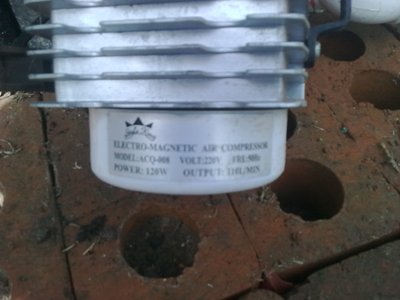 ELECTRO-MAGNETIC AIR COMPRESSOR
MODEL: ACQ-008 VOLT: 220V FRE: 50Hz
POWER: 120W OUTPUT: 110L/MIN